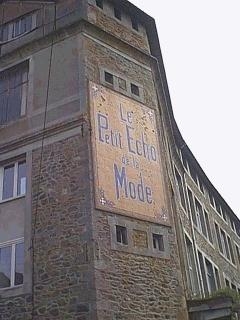 Le
Petit Echo
de la
Mode